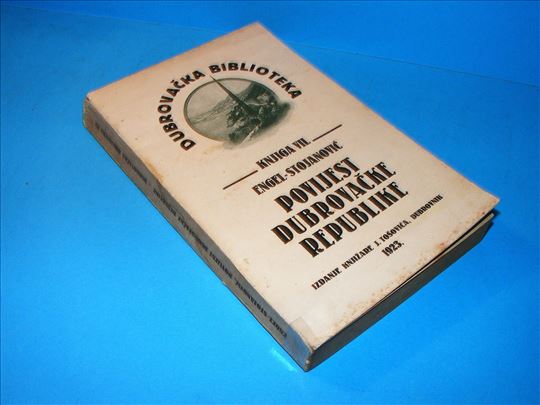 DUBROVAČKA BIBLIOTEKA
KNJIGA VII.
ENGEL-STOJANOVIĆ
POVIJEST
DUBROVAČKE
REPUBLIKE
IZDANJE KNJIŽARE J. TOŠOVIĆA, DUBROVNIK
1923.